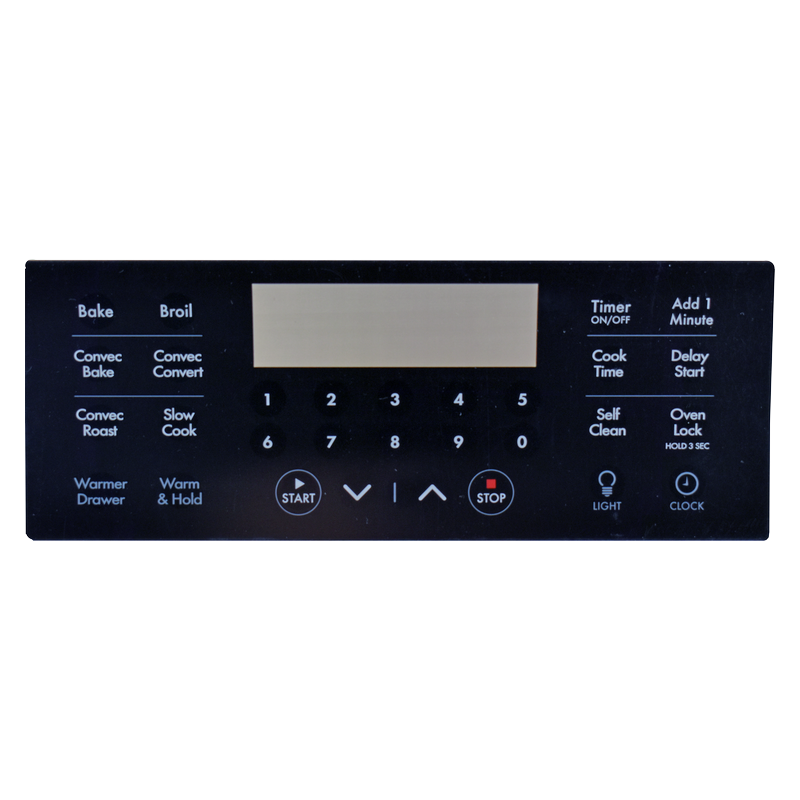 Bake
Broil
Convec
Bake
Convec
Convert
Convec
Roast
Slow
Cook
Warmer
Drawer
Warm
& Hold
1 2 3 4 5
6 7 8 9 0
START
STOP
Timer
ON/OFF
Add 1
Minute
Cook
Time
Delay
Start
Self
Clean
Oven
Lock
HOLD 3 SEC
LIGHT
CLOCK